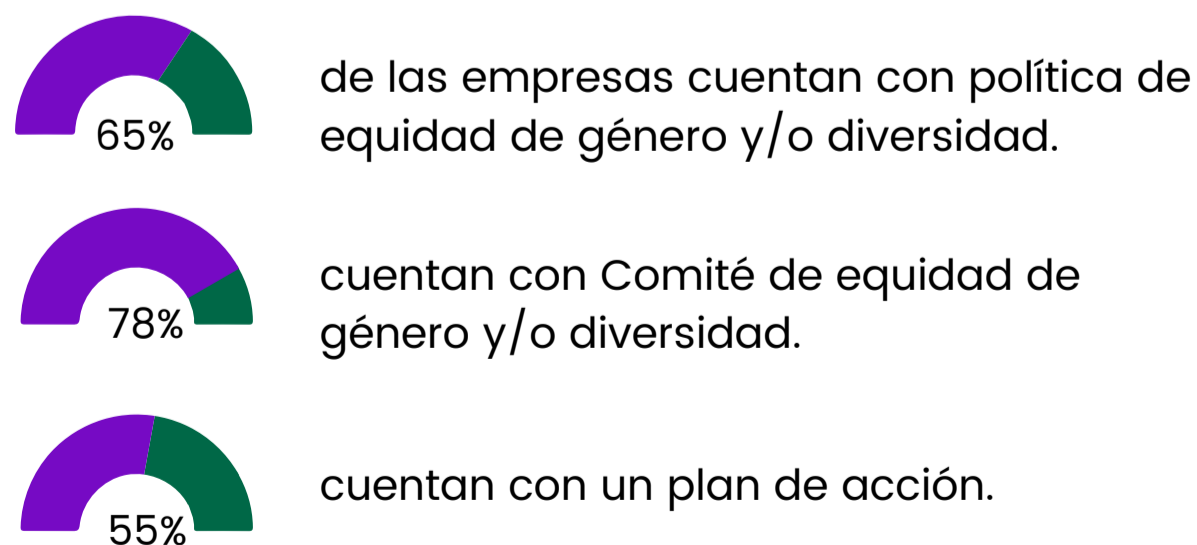 65%
de las empresas cuentan con política de
equidad de género y/o diversidad.
78%
cuentan con Comité de equidad de
género y/o diversidad.
55%
cuentan con un plan de acción.